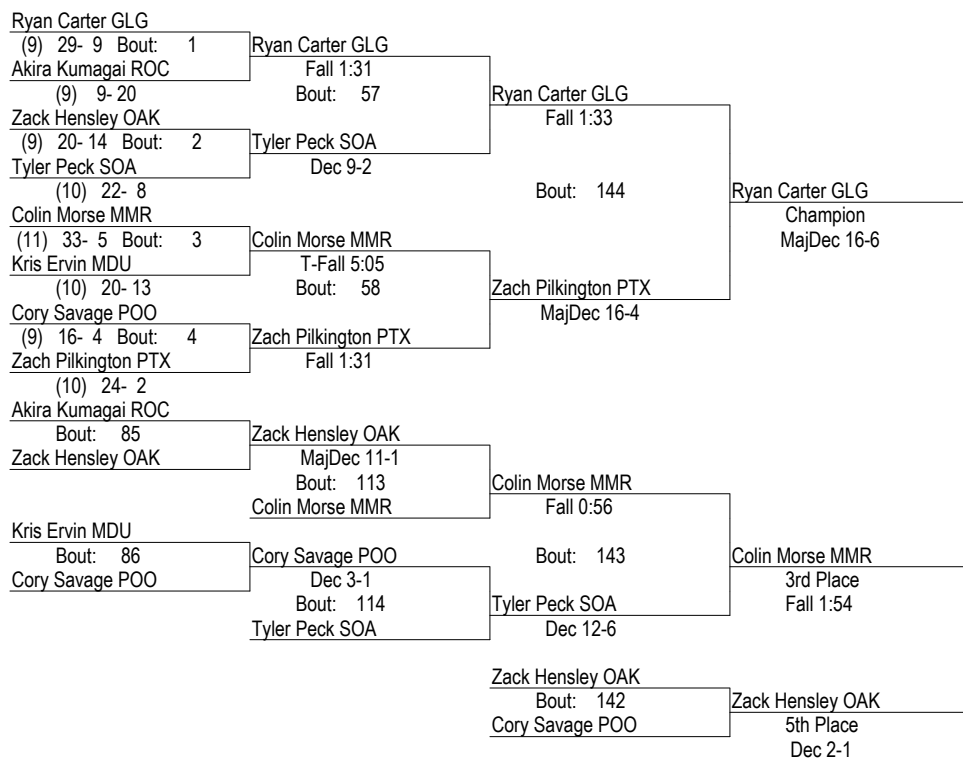 Ryan Carter GLG
(9) 29- 9 Bout: 1
Akira Kumagai ROC
(9) 9- 20
Zack Hensley OAK
(9) 20- 14 Bout: 2
Tyler Peck SOA
(10) 22- 8
Colin Morse MMR
(11) 33- 5 Bout: 3
Kris Ervin MDU
(10) 20- 13
Cory Savage POO
(9) 16- 4 Bout: 4
Zach Pilkington PTX
(10) 24- 2
Ryan Carter GLG
Fall 1:31
Bout: 57
Tyler Peck SOA
Dec 9-2
Colin Morse MMR
T-Fall 5:05
Bout: 58
Zach Pilkington PTX
Fall 1:31
Ryan Carter GLG
Fall 1:33
Bout: 144
Zach Pilkington PTX
MajDec 16-4
Ryan Carter GLG
Champion
MajDec 16-6
Akira Kumagai ROC
Bout: 85
Zack Hensley OAK
Kris Ervin MDU
Bout: 86
Cory Savage POO
Zack Hensley OAK
MajDec 11-1
Bout: 113
Colin Morse MMR
Cory Savage POO
Dec 3-1
Bout: 114
Tyler Peck SOA
Colin Morse MMR
Fall 0:56
Bout: 143
Tyler Peck SOA
Dec 12-6
Colin Morse MMR
3rd Place
Fall 1:54
Zack Hensley OAK
Bout: 142
Cory Savage POO
Zack Hensley OAK
5th Place
Dec 2-1